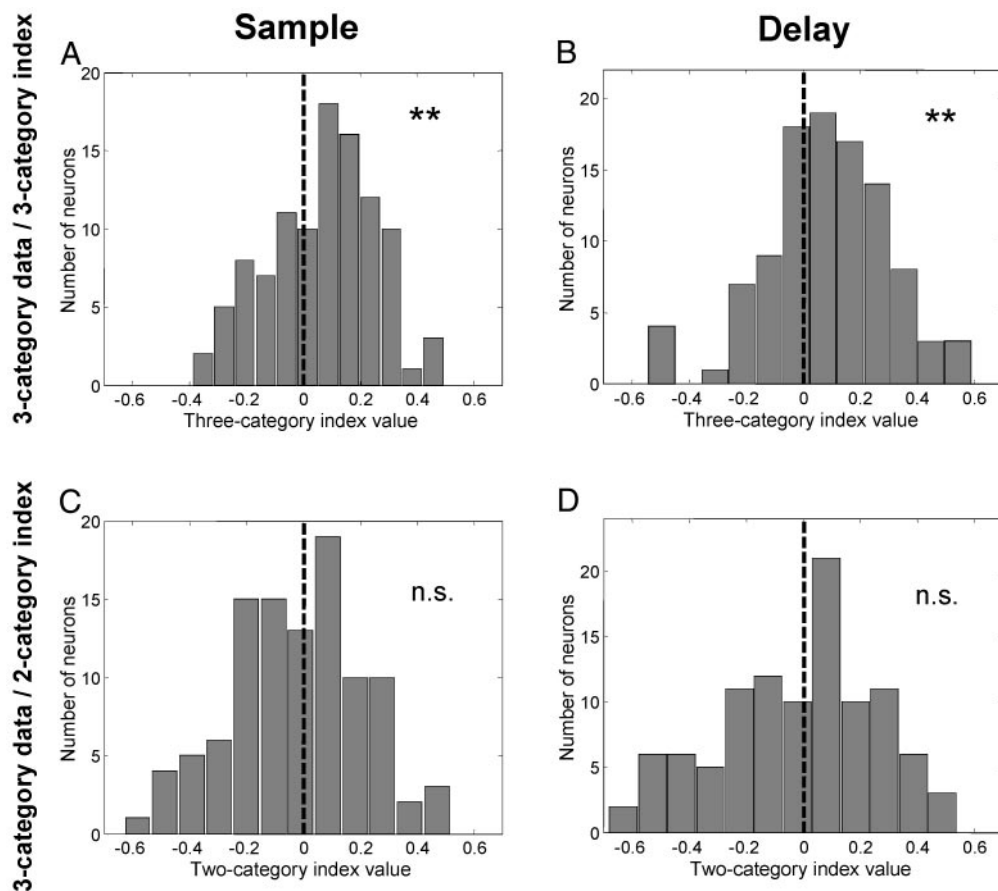 Sample
Delay
3-category data / 3-category index
A
20
15
10
5
0
Number of neurons
**
-0.6 -0.4 -0.2 0 0.2 0.4 0.6
Three-category index value
B
20
15
10
5
0
Number of neurons
**
-0.6 -0.4 -0.2 0 0.2 0.4 0.6
Three-category index value
3-category data / 2-category index
C
20
15
10
5
0
Number of neurons
n.s.
-0.6 -0.4 -0.2 0 0.2 0.4 0.6
Two-category index value
D
20
15
10
5
0
Number of neurons
n.s.
-0.6 -0.4 -0.2 0 0.2 0.4 0.6
Two-category index value